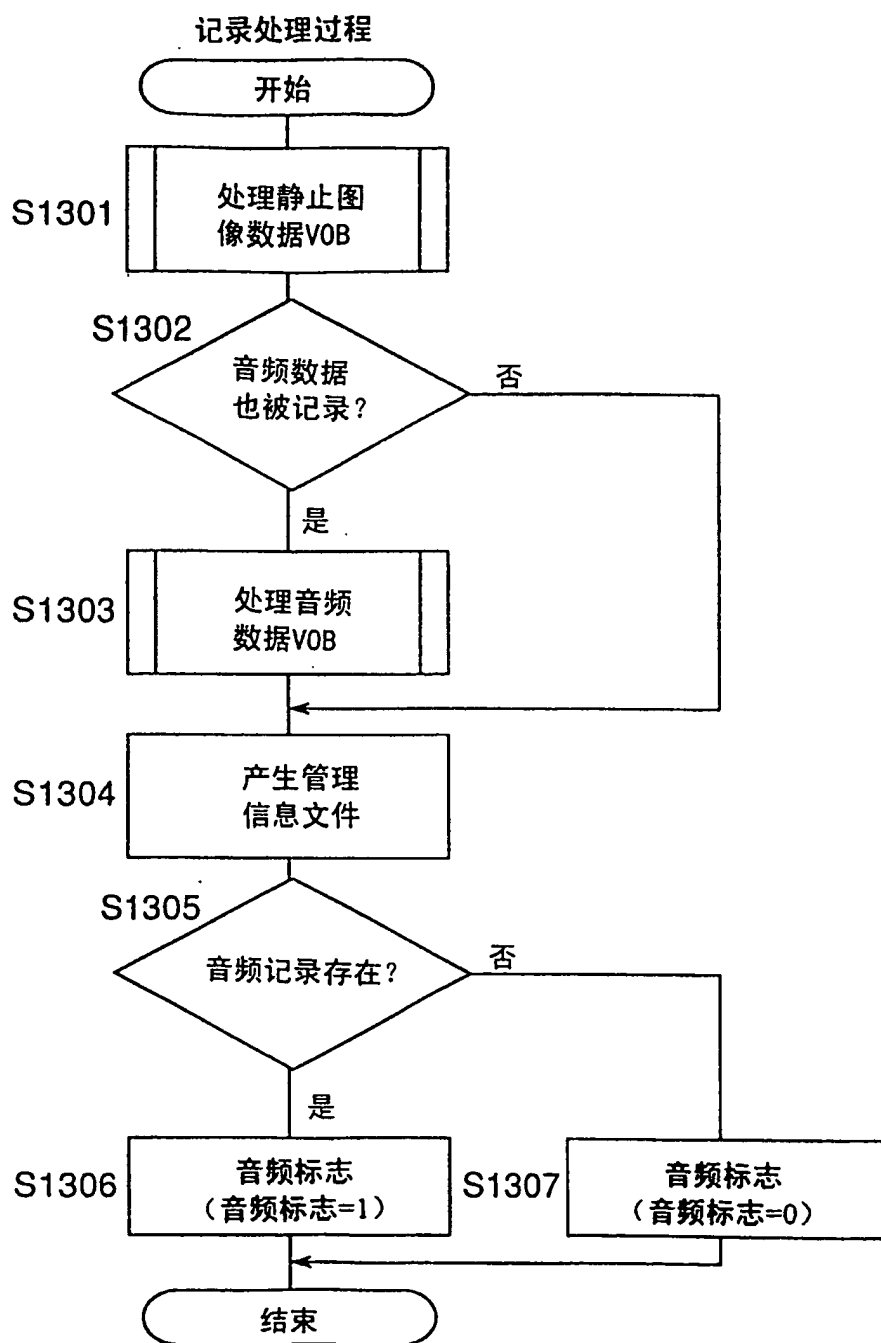 记录处理过程
开始
S1301
处理静止图
像数据VOB
S1302
音频数据
也被记录?
否
是
S1303
处理音频
数据VOB
S1304
产生管理
信息文件
S1305
音频记录存在?
否
是
S1306
音频标志
(音频标志=1)
S1307
音频标志
(音频标志=0)
结束